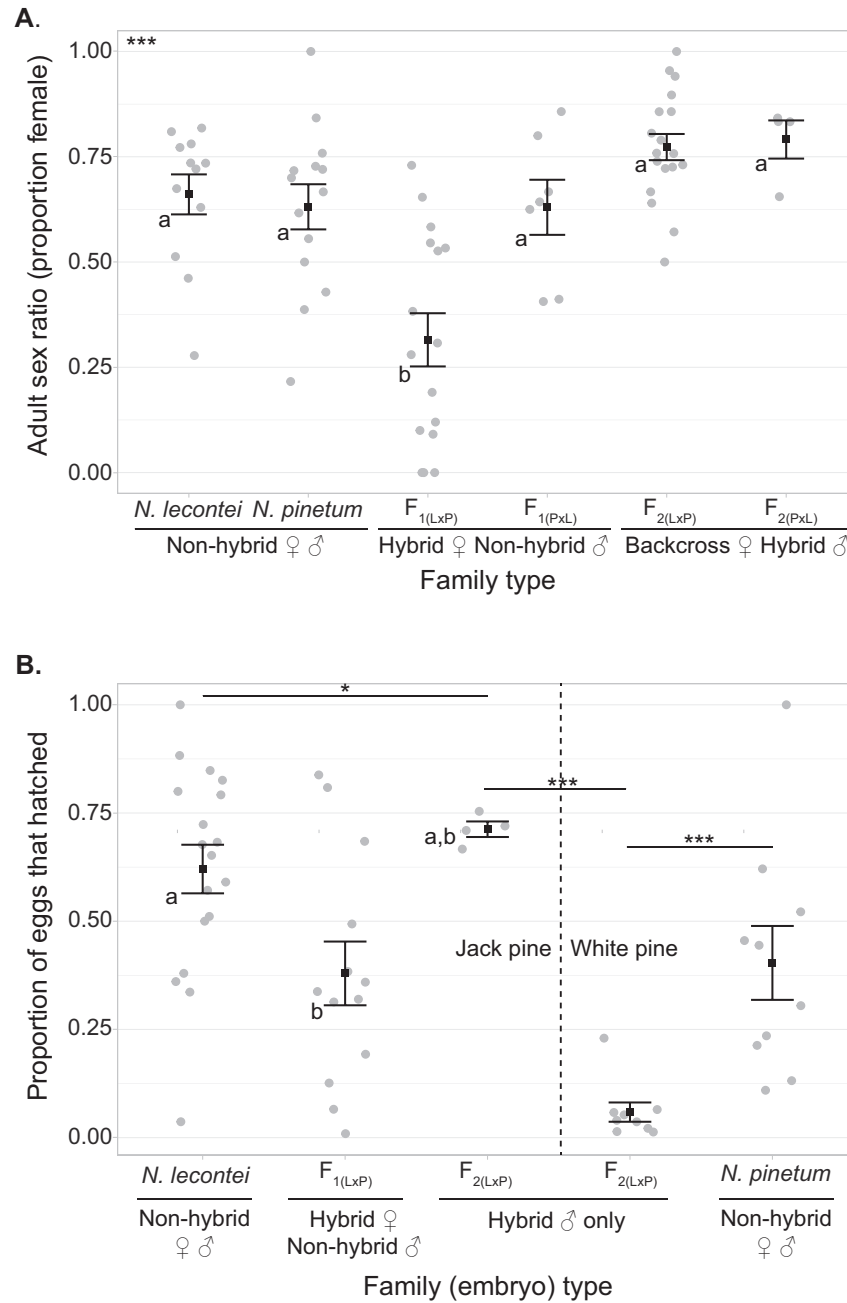 A.
***
Adult sex ratio (proportion female)
1.00
0.75
0.50
0.25
0.00
a
a
b
a
a
a
N. lecontei N. pinetum F1(LxP) F1(PxL) F2(LxP) F2(PxL)
Non-hybrid ♀ ♂ Hybrid ♀ Non-hybrid ♂ Backcross ♀ Hybrid ♂
Family type
B.
Proportion of eggs that hatched
1.00
0.75
0.50
0.25
0.00
*
***
***
a
b
a,b
Jack pine White pine
N. lecontei F1(LxP) F2(LxP) F2(LxP) N. pinetum
Non-hybrid Hybrid ♀ Hybrid ♂ only Non-hybrid
♀ ♂ Non-hybrid ♂ ♀ ♂
Family (embryo) type